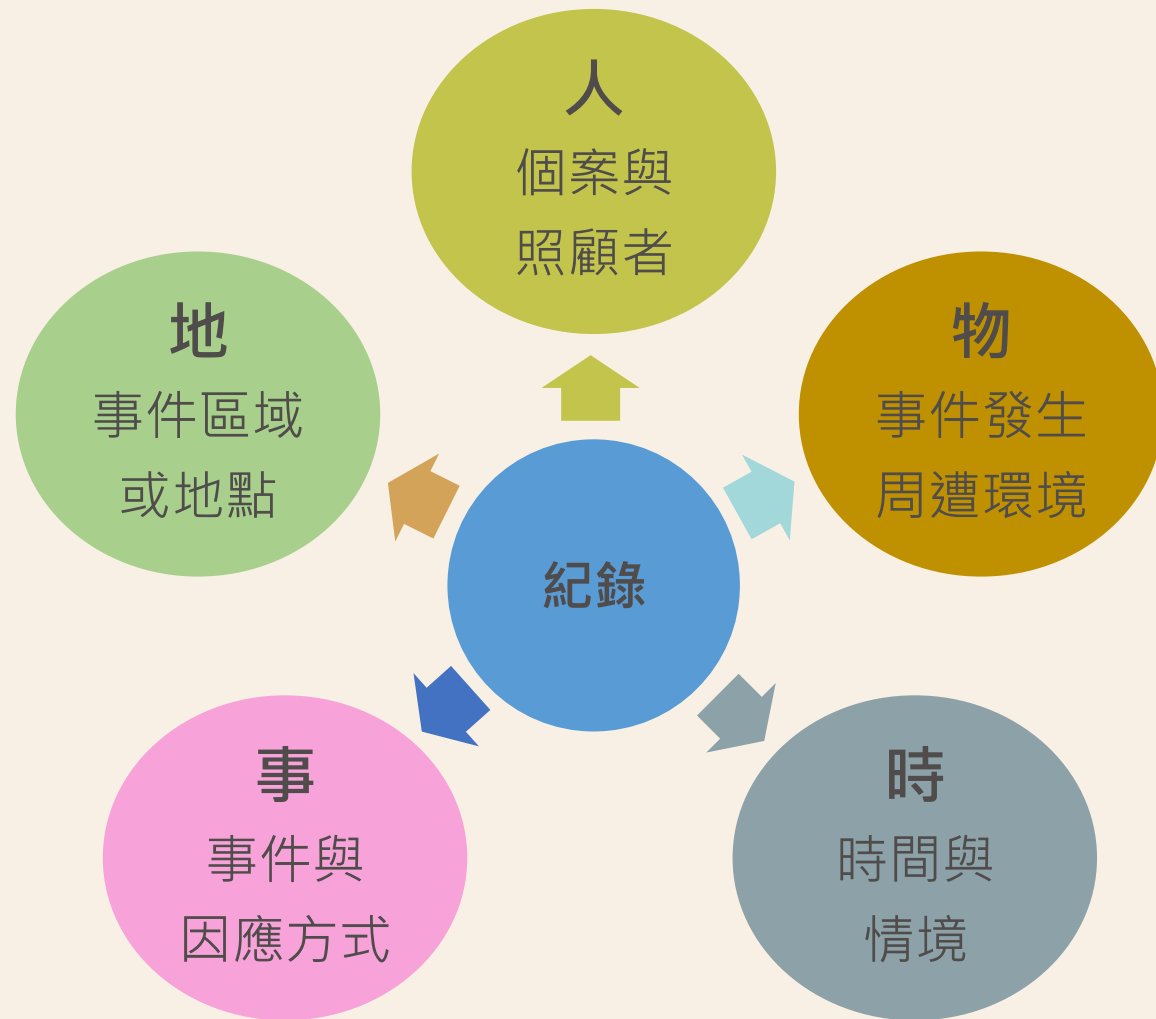 人
個案與
照顧者
地
事件區域
或地點
物
事件發生
周遭環境
紀錄
事
事件與
因應方式
時
時間與
情境